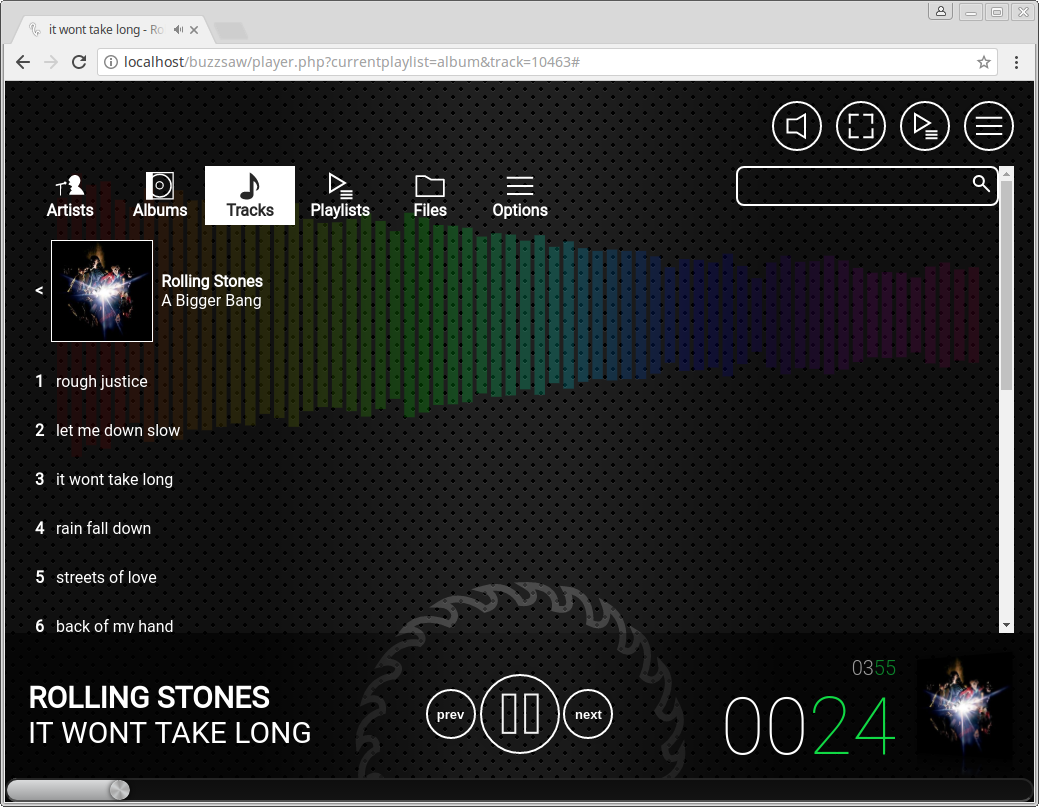 it wont take long - Ro
localhost/buzzsaw/player.php?currentplaylist=album&track=10463#
Artists
Albums
Tracks
Playlists
Files
Options
<
Rolling Stones
A Bigger Bang
1 rough justice
2 let me down slow
3 it wont take long
4 rain fall down
5 streets of love
6 back of my hand
ROLLING STONES
IT WONT TAKE LONG
prev
next
0355
0024